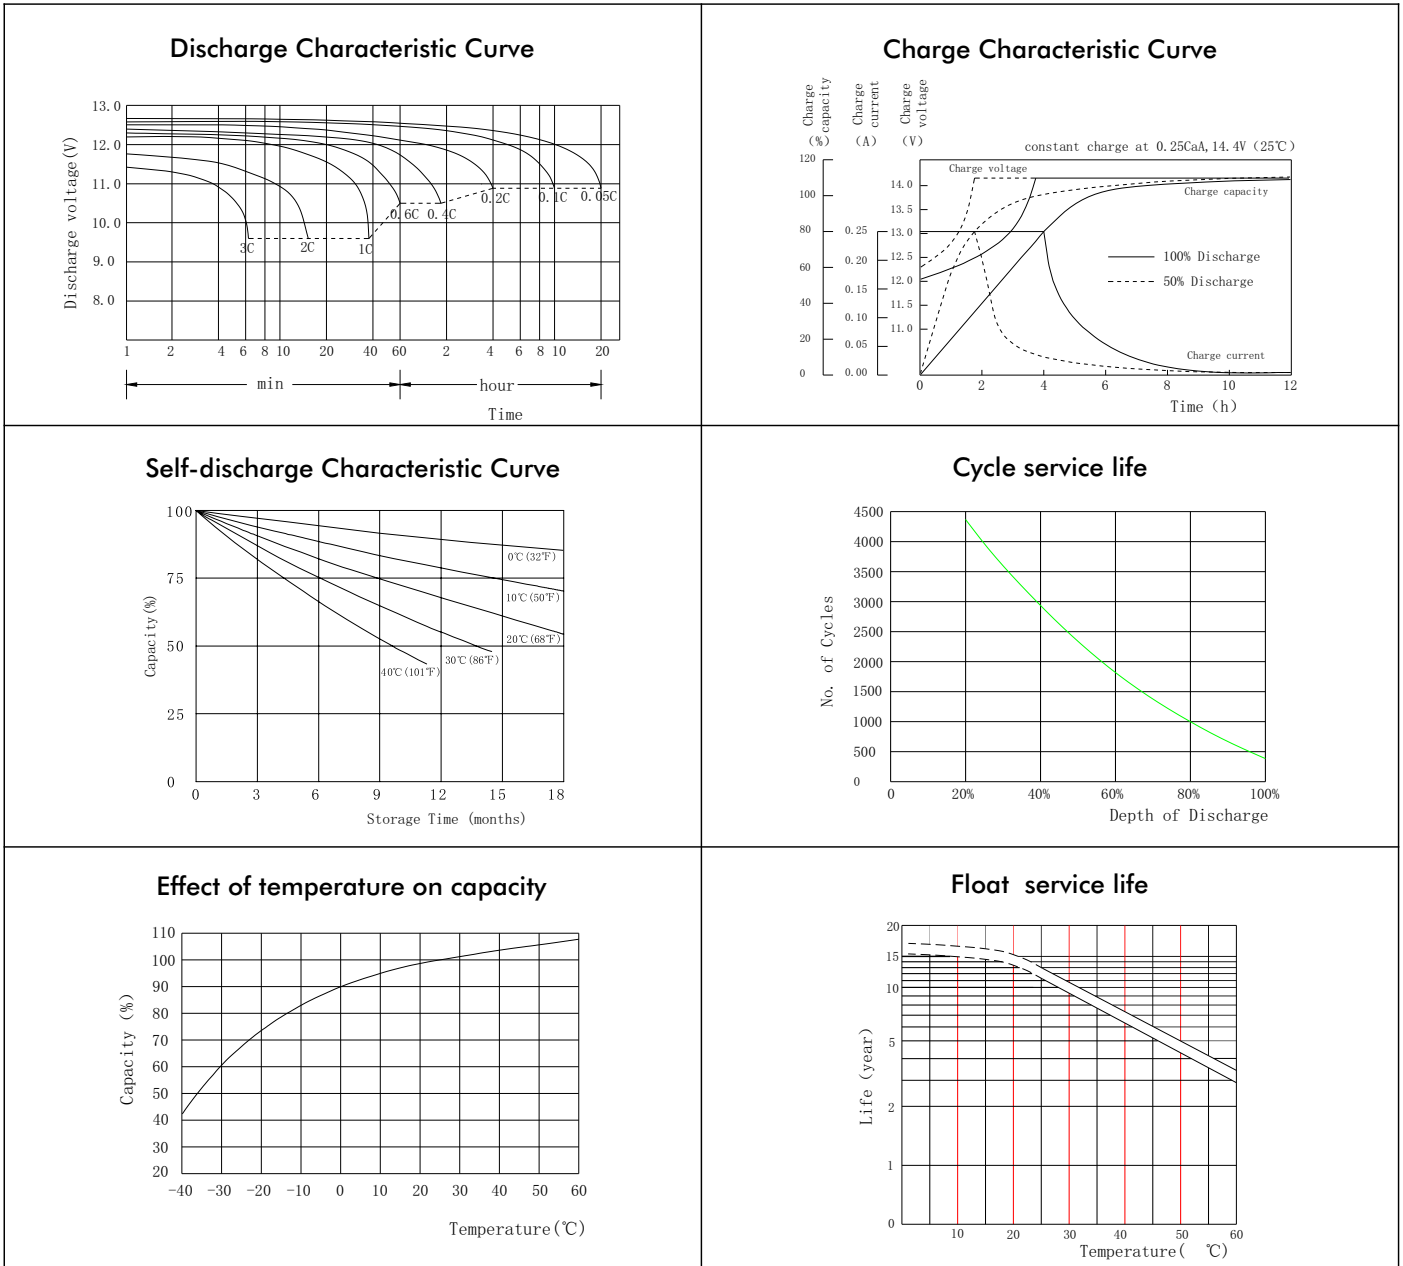 Discharge Characteristic Curve
Discharge voltage(V)
13.0
12.0
11.0
10.0
9.0
8.0
3C 2C 1C 0.6C 0.4C 0.2C 0.1C 0.05C
1 2 4 6 8 10 20 40 60 2 4 6 8 10 20
min hour
Time
Charge Characteristic Curve
Charge capacity (%)
Charge current (A)
Charge voltage (V)
constant charge at 0.25CaA,14.4V（25℃）
120
100
80
60
40
20
0
0.25
0.20
0.15
0.10
0.05
0.00
14.0
13.5
13.0
12.5
12.0
11.5
11.0
Charge voltage
Charge capacity
100% Discharge
50% Discharge
Charge current
0 2 4 6 8 10 12
Time (h)
Self-discharge Characteristic Curve
Capacity(%)
100
75
50
25
0
0℃(32℉)
10℃(50℉)
20℃(68℉)
30℃(86℉)
40℃(101℉)
0 3 6 9 12 15 18
Storage Time (months)
Cycle service life
No. of Cycles
4500
4000
3500
3000
2500
2000
1500
1000
500
0
0 20% 40% 60% 80% 100%
Depth of Discharge
Effect of temperature on capacity
Capacity (%)
110
100
90
80
70
60
50
40
30
20
-40 -30 -20 -10 0 10 20 30 40 50 60
Temperature(℃)
Float service life
Life (year)
20
15
10
5
2
1
0
10 20 30 40 50 60
Temperature( ℃)